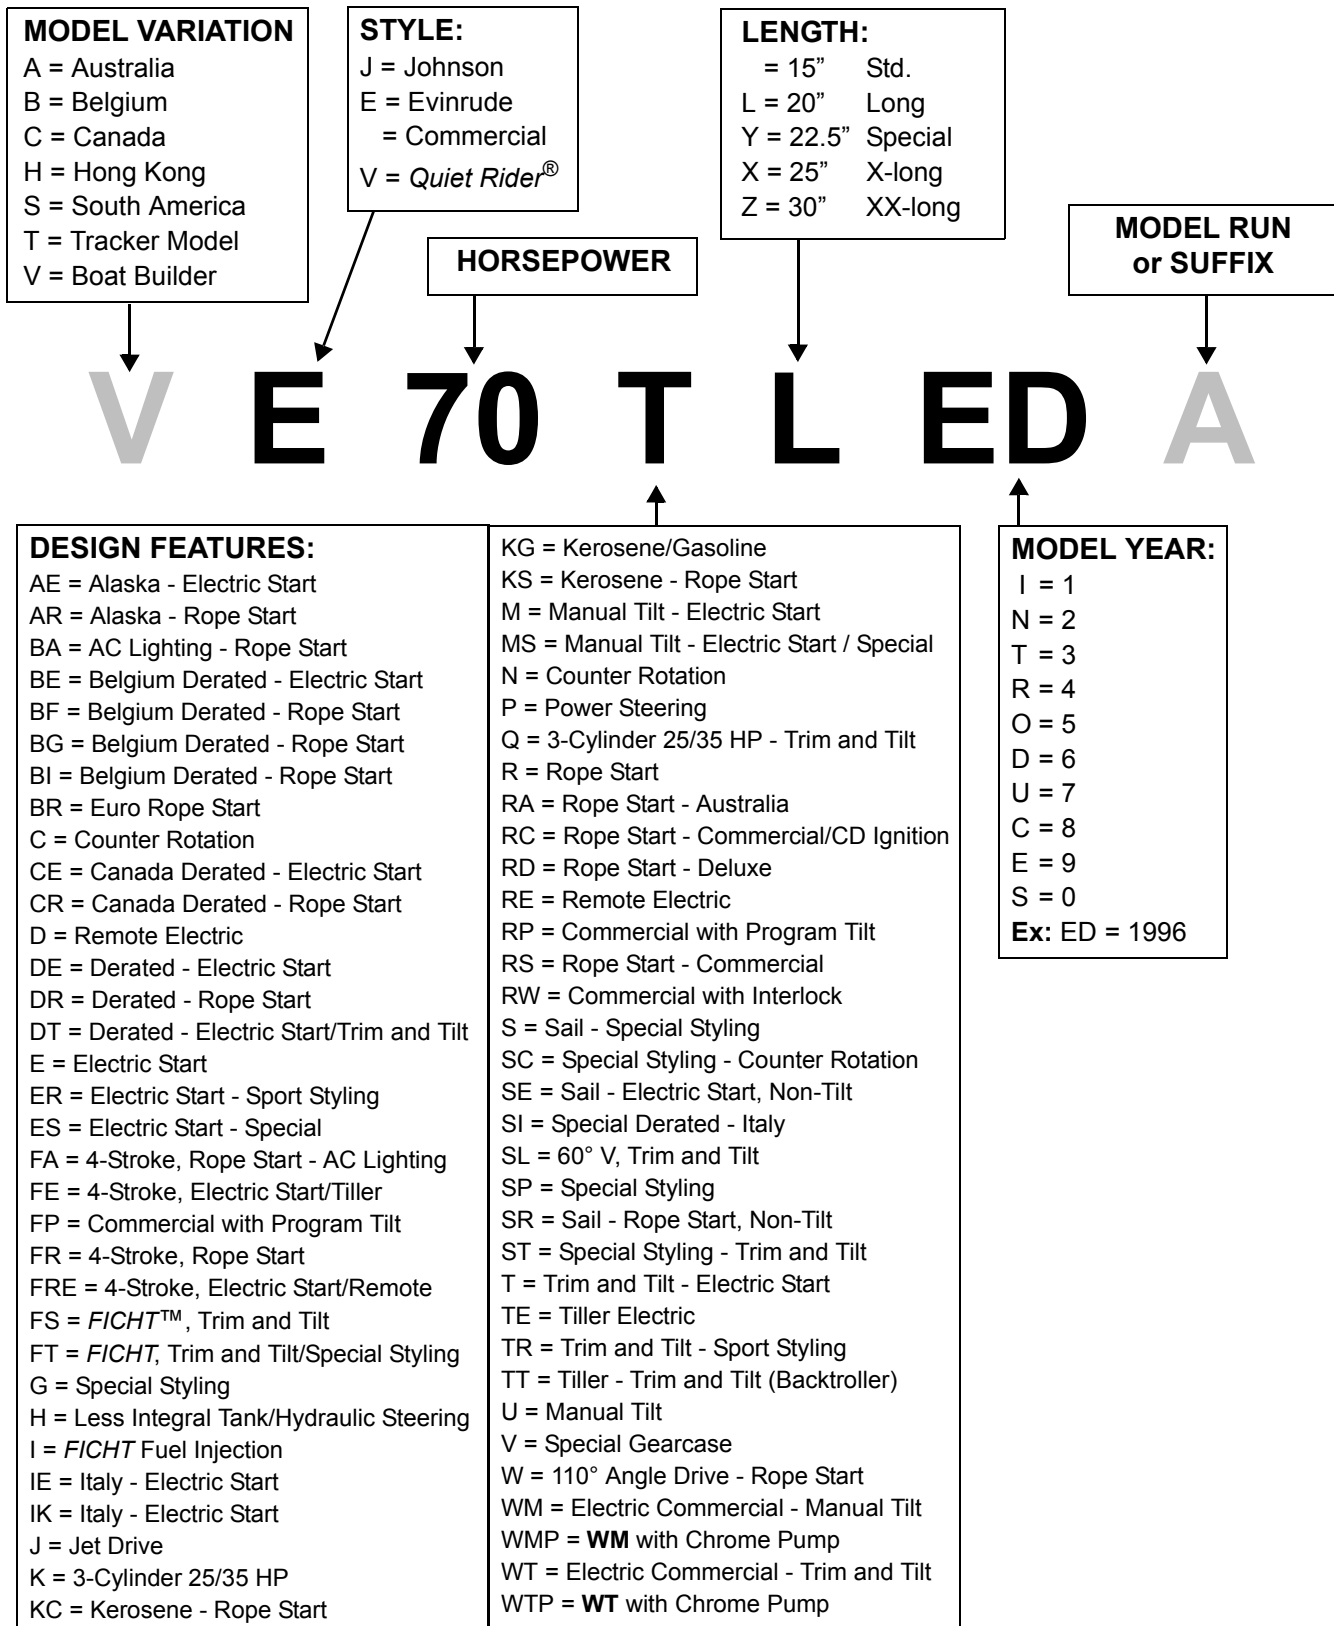 MODEL VARIATION
A = Australia
B = Belgium
C = Canada
H = Hong Kong
S = South America
T = Tracker Model
V = Boat Builder
STYLE:
J = Johnson
E = Evinrude
= Commercial
V = Quiet Rider®
HORSEPOWER
LENGTH:
= 15” Std.
L = 20” Long
Y = 22.5” Special
X = 25” X-long
Z = 30” XX-long
MODEL RUN
or SUFFIX
V E 70 T L ED A
DESIGN FEATURES:
AE = Alaska - Electric Start
AR = Alaska - Rope Start
BA = AC Lighting - Rope Start
BE = Belgium Derated - Electric Start
BF = Belgium Derated - Rope Start
BG = Belgium Derated - Rope Start
BI = Belgium Derated - Rope Start
BR = Euro Rope Start
C = Counter Rotation
CE = Canada Derated - Electric Start
CR = Canada Derated - Rope Start
D = Remote Electric
DE = Derated - Electric Start
DR = Derated - Rope Start
DT = Derated - Electric Start/Trim and Tilt
E = Electric Start
ER = Electric Start - Sport Styling
ES = Electric Start - Special
FA = 4-Stroke, Rope Start - AC Lighting
FE = 4-Stroke, Electric Start/Tiller
FP = Commercial with Program Tilt
FR = 4-Stroke, Rope Start
FRE = 4-Stroke, Electric Start/Remote
FS = FICHT™, Trim and Tilt
FT = FICHT, Trim and Tilt/Special Styling
G = Special Styling
H = Less Integral Tank/Hydraulic Steering
I = FICHT Fuel Injection
IE = Italy - Electric Start
IK = Italy - Electric Start
J = Jet Drive
K = 3-Cylinder 25/35 HP
KC = Kerosene - Rope Start
KG = Kerosene/Gasoline
KS = Kerosene - Rope Start
M = Manual Tilt - Electric Start
MS = Manual Tilt - Electric Start / Special
N = Counter Rotation
P = Power Steering
Q = 3-Cylinder 25/35 HP - Trim and Tilt
R = Rope Start
RA = Rope Start - Australia
RC = Rope Start - Commercial/CD Ignition
RD = Rope Start - Deluxe
RE = Remote Electric
RP = Commercial with Program Tilt
RS = Rope Start - Commercial
RW = Commercial with Interlock
S = Sail - Special Styling
SC = Special Styling - Counter Rotation
SE = Sail - Electric Start, Non-Tilt
SI = Special Derated - Italy
SL = 60° V, Trim and Tilt
SP = Special Styling
SR = Sail - Rope Start, Non-Tilt
ST = Special Styling - Trim and Tilt
T = Trim and Tilt - Electric Start
TE = Tiller Electric
TR = Trim and Tilt - Sport Styling
TT = Tiller - Trim and Tilt (Backtroller)
U = Manual Tilt
V = Special Gearcase
W = 110° Angle Drive - Rope Start
WM = Electric Commercial - Manual Tilt
WMP = WM with Chrome Pump
WT = Electric Commercial - Trim and Tilt
WTP = WT with Chrome Pump
MODEL YEAR:
I = 1
N = 2
T = 3
R = 4
O = 5
D = 6
U = 7
C = 8
E = 9
S = 0
Ex: ED = 1996